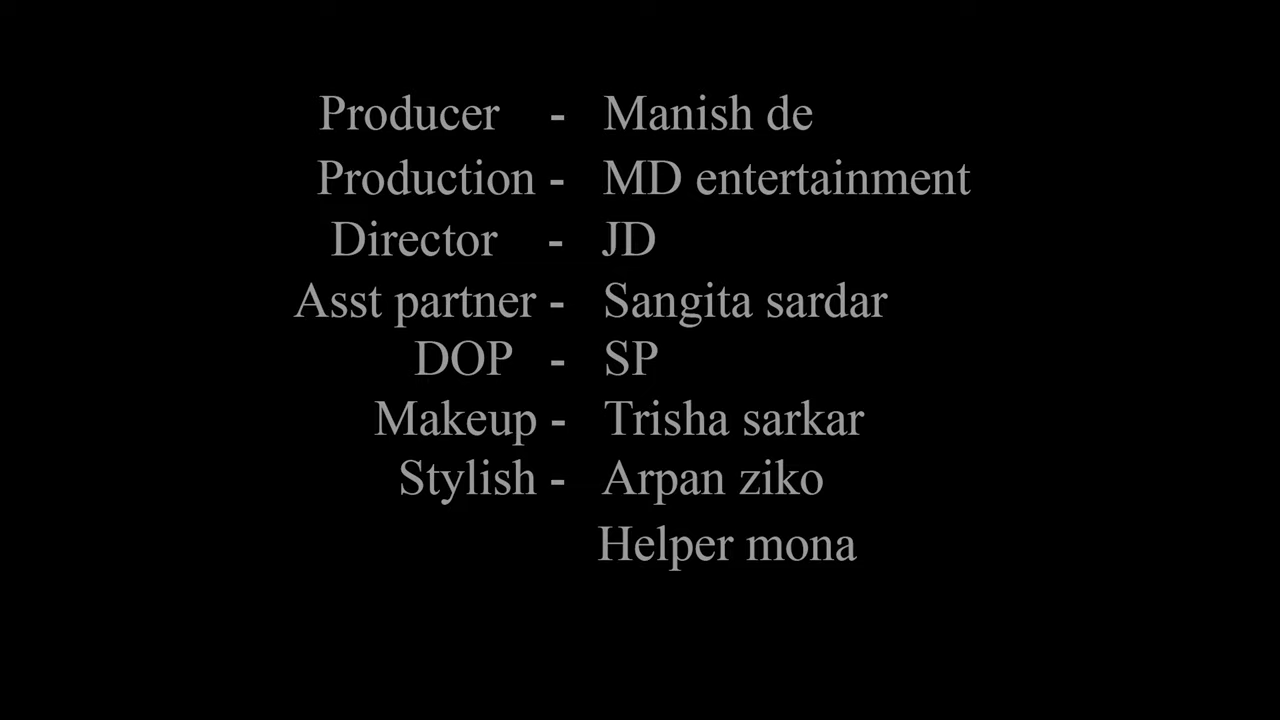 Producer - Manish de
Production - MD entertainment
Director - JD
Asst partner - Sangita sardar
DOP - SP
Makeup - Trisha sarkar
Stylish - Arpan ziko
Helper mona